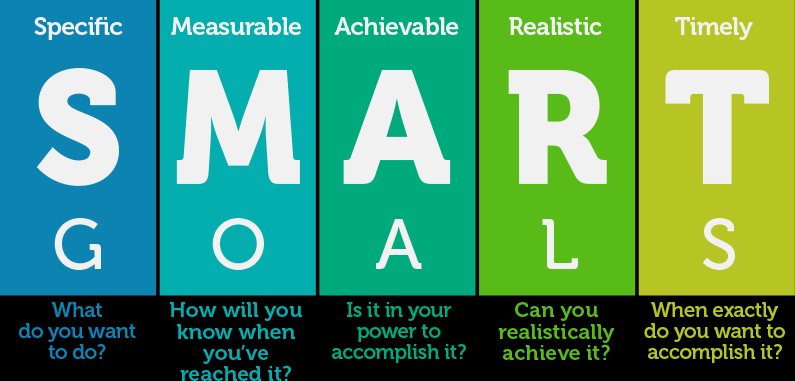 Specific Measurable Achievable Realistic Timely
S M A R T
G O A L S
What
do you want
to do?
How will you
know when
you've
reached it?
Is it in your
power to
accomplish it?
Can you
realistically
achieve it?
When exactly
do you want to
accomplish it?